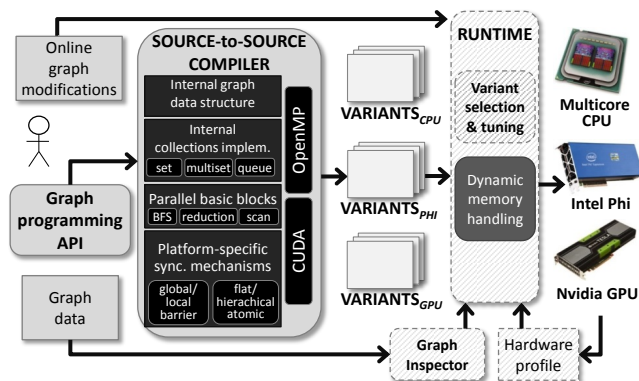 Online
graph
modifications
Graph
programming
API
Graph
data
SOURCE-to-SOURCE
COMPILER
Internal graph
data structure
Internal
collections implem.
set multiset queue
Parallel basic blocks
BFS reduction scan
Platform-specific
sync. mechanisms
global/
local
barrier
flat/
hierachical
atomic
OpenMP
CUDA
VARIANTSCPU
VARIANTSPHI
VARIANTSGPU
RUNTIME
Variant
selection
& tuning
Dynamic
memory
handling
Graph
Inspector
Hardware
profile
Multicore
CPU
Intel Phi
Nvidia GPU